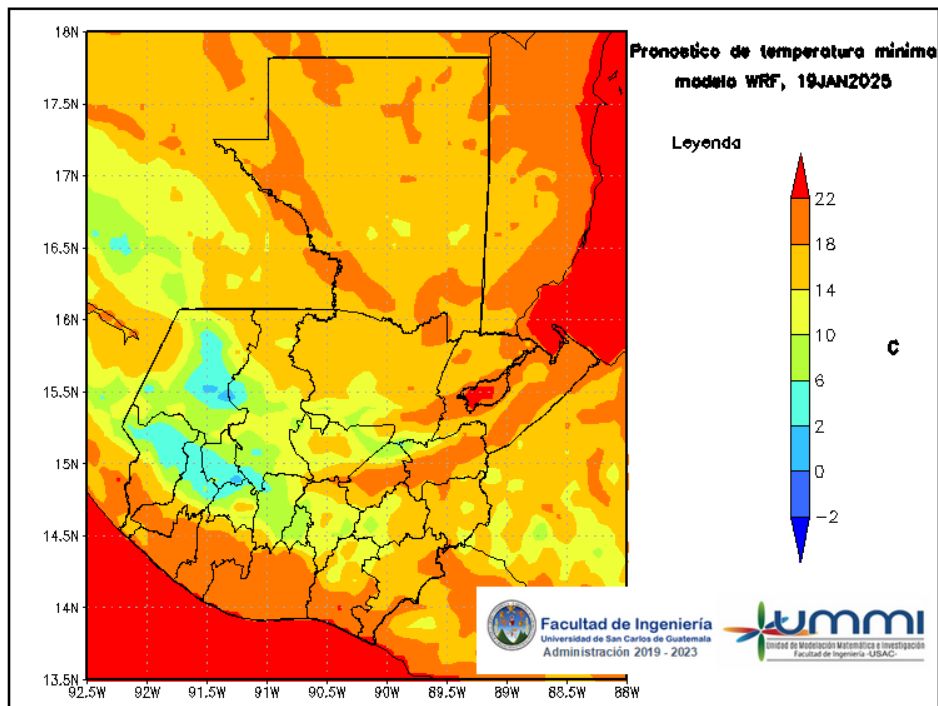 Pronostico de temperatura minima
modelo WRF, 19JAN2025
Leyenda
22
18
14
10
6
2
0
−2
C
18N
17.5N
17N
16.5N
16N
15.5N
15N
14.5N
14N
13.5N
92.5W 92W 91.5W 91W 90.5W 90W 89.5W 89W 88.5W 88W
Facultad de Ingeniería
Universidad de San Carlos de Guatemala
Administración 2019 - 2023
UMMI
Unidad de Modelación Matemática e Investigación
Facultad de Ingeniería -USAC-